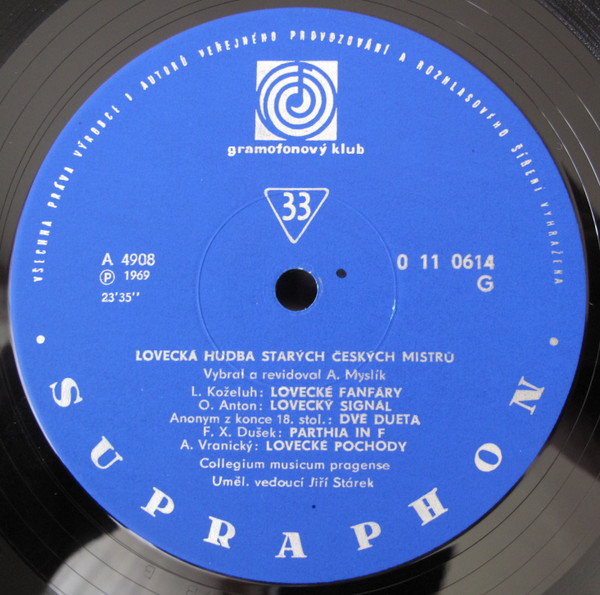 VŠECHNA PRÁVA VÝROBCŮ I AUTORŮ VEŘEJNÉHO PROVOZOVÁNÍ A ROZHLASOVÉHO ŠÍŘENÍ VYHRAŽENA
gramofonový klub
33
A 4908
Ⓟ 1969
23'35''
0 11 0614
G
LOVECKÁ HUDBA STARÝCH ČESKÝCH MISTRŮ
Vybral a revidoval A. Myslík
L. Koželuh: LOVECKÉ FANFÁRY
O. Anton: LOVECKÝ SIGNÁL
Anonym z konce 18. stol.: DVĚ DUETA
F. X. Dušek: PARTHIA IN F
A. Vranický: LOVECKÉ POCHODY
Collegium musicum pragense
Uměl. vedoucí Jiří Stárek
• SUPRAPHON •